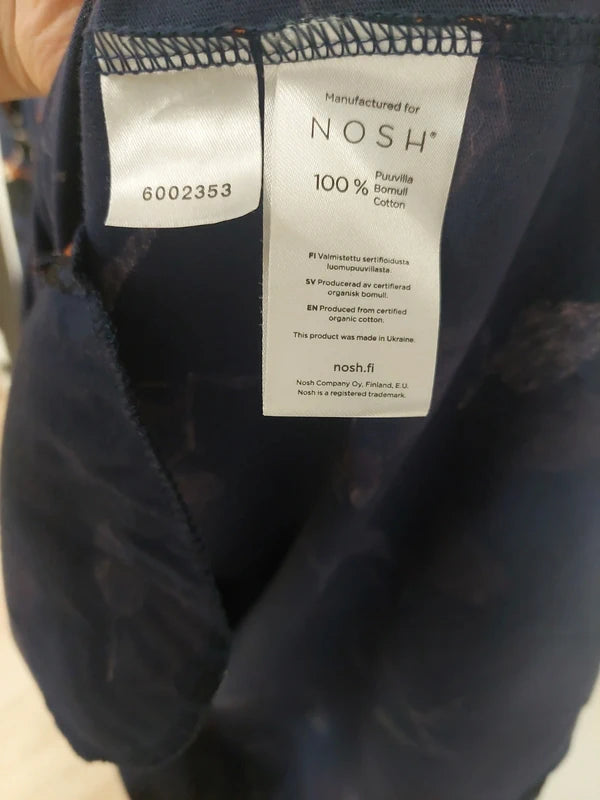 6002353
Manufactured for
NOSH®
100 % Puuvilla
Bomull
Cotton
FI Valmistettu sertifioidusta
luomupuuvillasta.
SV Producerad av certifierad
organisk bomull.
EN Produced from certified
organic cotton.
This product was made in Ukraine.
nosh.fi
Nosh Company Oy, Finland, E.U.
Nosh is a registered trademark.